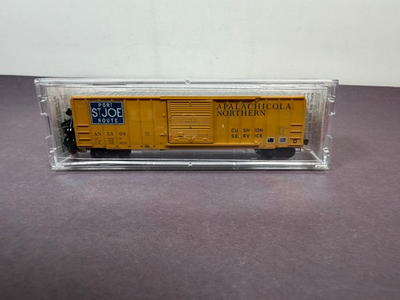 PORT
ST. JOE
ROUTE
APALACHICOLA
NORTHERN
CUSHION
SERVICE